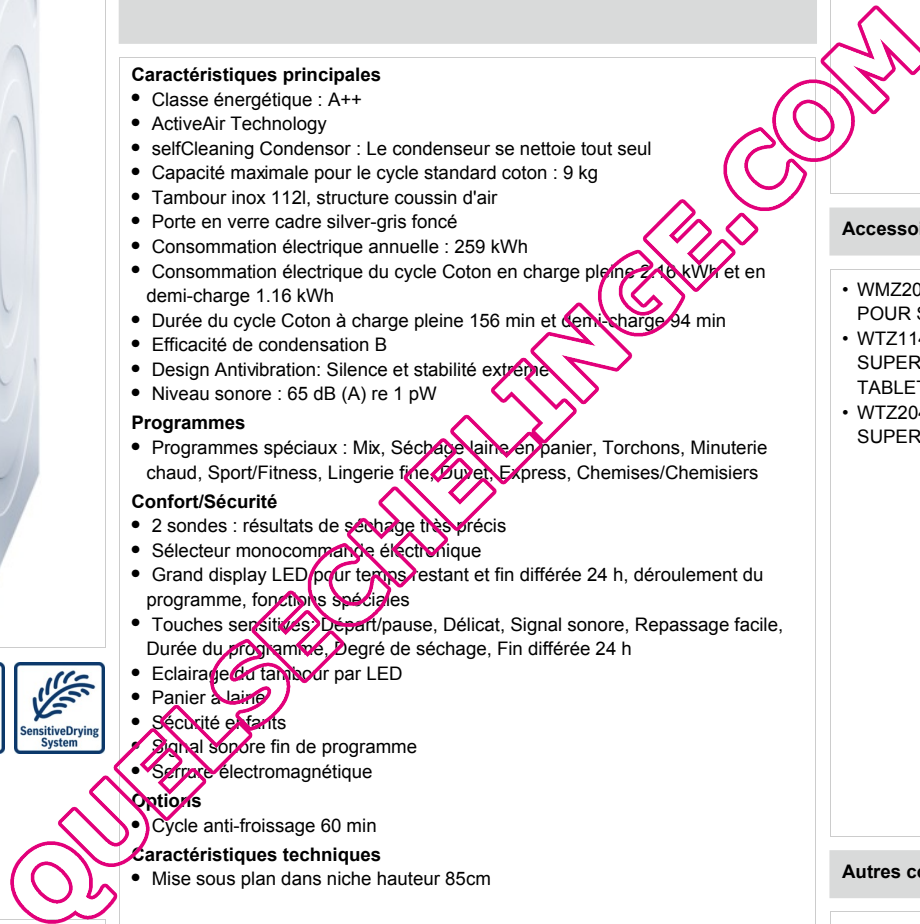 Caractéristiques principales
• Classe énergétique : A++
• ActiveAir Technology
• selfCleaning Condensor : Le condenseur se nettoie tout seul
• Capacité maximale pour le cycle standard coton : 9 kg
• Tambour inox 112l, structure coussin d'air
• Porte en verre cadre silver-gris foncé
• Consommation électrique annuelle : 259 kWh
• Consommation électrique du cycle Coton en charge pleine 2.16 kWh et en
demi-charge 1.16 kWh
• Durée du cycle Coton à charge pleine 156 min et demi-charge 94 min
• Efficacité de condensation B
• Design Antivibration: Silence et stabilité extrême
• Niveau sonore : 65 dB (A) re 1 pW
Programmes
• Programmes spéciaux : Mix, Séchage laine en panier, Torchons, Minuterie
chaud, Sport/Fitness, Lingerie fine, Duvet, Express, Chemises/Chemisiers
Confort/Sécurité
• 2 sondes : résultats de séchage très précis
• Sélecteur monocommande électronique
• Grand display LED pour temps restant et fin différée 24 h, déroulement du
programme, fonctions spéciales
• Touches sensitives: Départ/pause, Délicat, Signal sonore, Repassage facile,
Durée du programme, Degré de séchage, Fin différée 24 h
• Eclairage du tambour par LED
• Panier à laine
• Sécurité enfants
• Signal sonore fin de programme
• Serrure électromagnétique
Options
• Cycle anti-froissage 60 min
Caractéristiques techniques
• Mise sous plan dans niche hauteur 85cm
SensitiveDrying
System
Accessoi
• WMZ20
POUR S
• WTZ114
SUPER
TABLET
• WTZ204
SUPER
Autres c
QUELSECHELINGE.COM